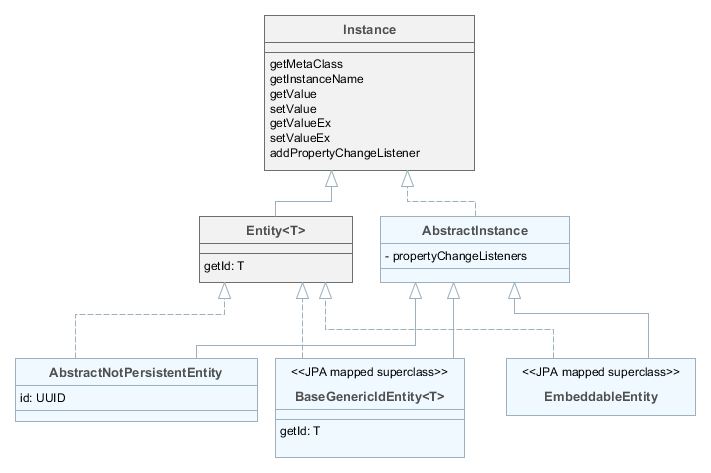 Instance
getMetaClass
getInstanceName
getValue
setValue
getValueEx
setValueEx
addPropertyChangeListener
Entity<T>
getId: T
AbstractInstance
- propertyChangeListeners
AbstractNotPersistentEntity
id: UUID
<<JPA mapped superclass>>
BaseGenericIdEntity<T>
getId: T
<<JPA mapped superclass>>
EmbeddableEntity